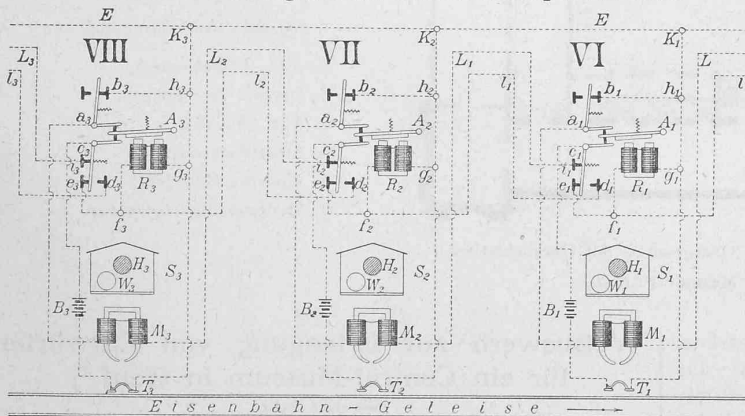 E E
K₃ K₂ K₁
L₃ VIII L₂ VII L₁ VI L
l₃ b₃ h₃ l₂ b₂ h₂ l₁ b₁ h₁ l
a₃ A₃ a₂ A₂ a₁ A₁
c₃ c₂ c₁
i₃ g₃ i₂ g₂ i₁ g₁
e₃ d₃ R₃ e₂ d₂ R₂ e₁ d₁ R₁
f₃ f₂ f₁
H₃ S₃ H₂ S₂ H₁ S₁
W₃ W₂ W₁
B₃ M₃ B₂ M₂ B₁ M₁
T₃ T₂ T₁
Eisenbahn-Geleise